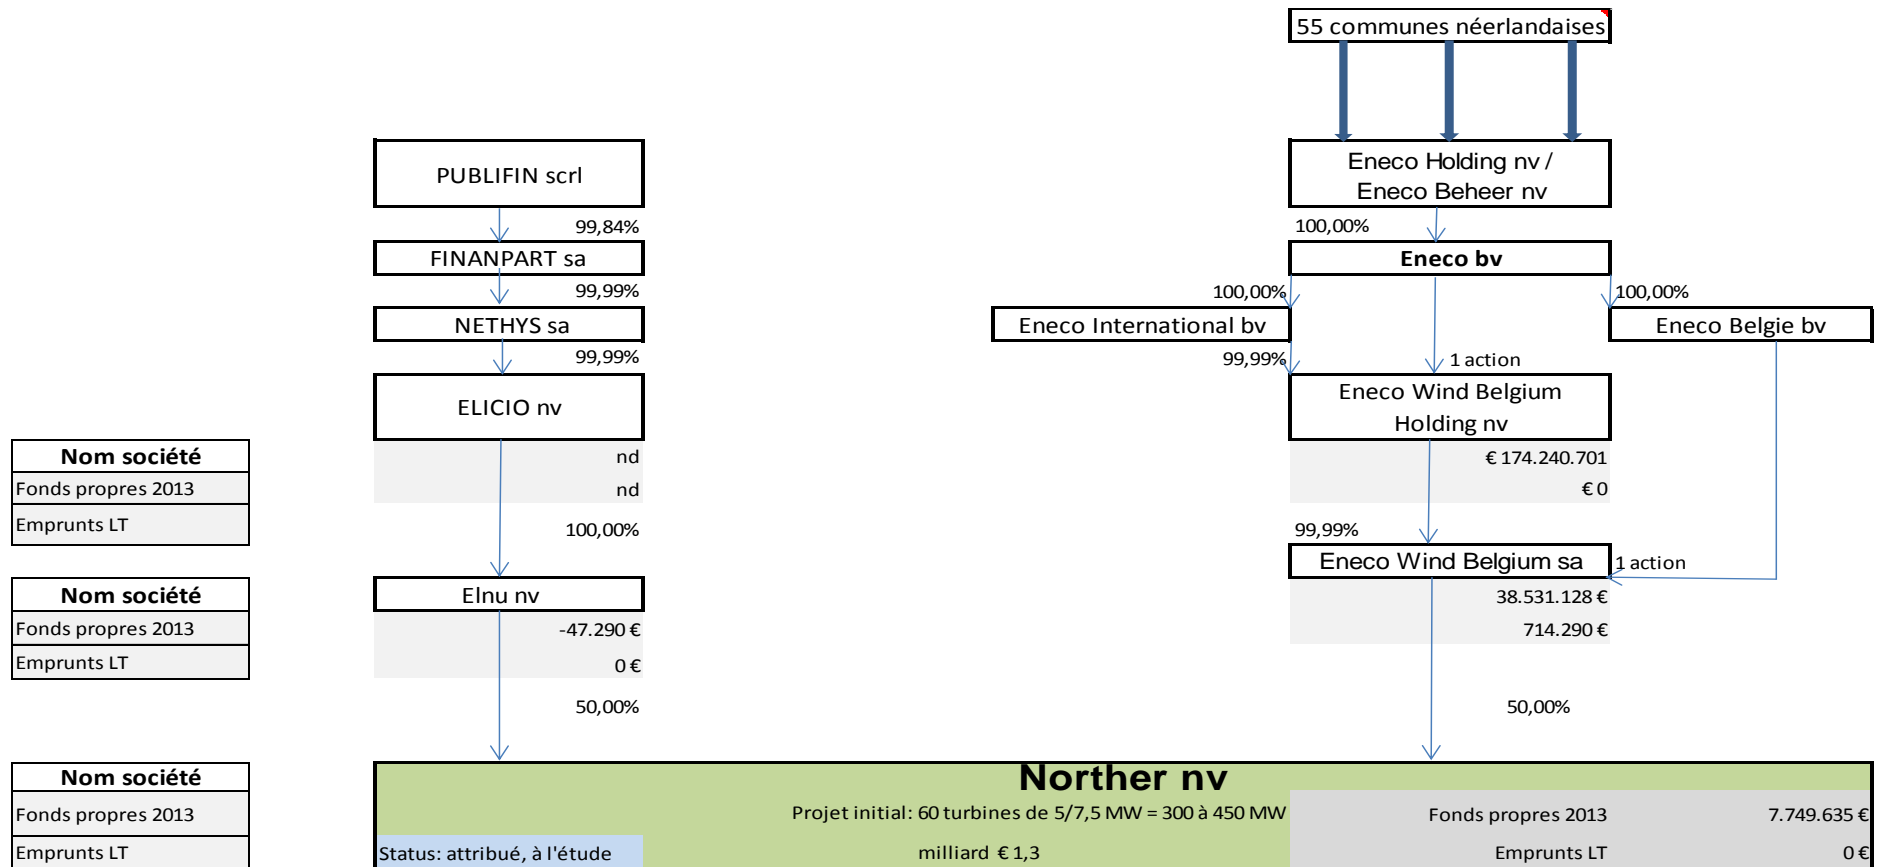 55 communes néerlandaises
PUBLIFIN scrl
Eneco Holding nv /
Eneco Beheer nv
99,84%
100,00%
FINANPART sa
Eneco bv
99,99%
100,00%
100,00%
NETHYS sa
Eneco International bv
Eneco Belgie bv
99,99%
99,99%
1 action
ELICIO nv
Eneco Wind Belgium
Holding nv
Nom société
nd
€ 174.240.701
Fonds propres 2013
nd
€ 0
Emprunts LT
100,00%
99,99%
Eneco Wind Belgium sa
1 action
Nom société
Elnu nv
38.531.128 €
Fonds propres 2013
-47.290 €
714.290 €
Emprunts LT
0 €
50,00%
50,00%
Nom société
Norther nv
Fonds propres 2013
Projet initial: 60 turbines de 5/7,5 MW = 300 à 450 MW
Fonds propres 2013
7.749.635 €
Emprunts LT
Status: attribué, à l'étude
milliard € 1,3
Emprunts LT
0 €